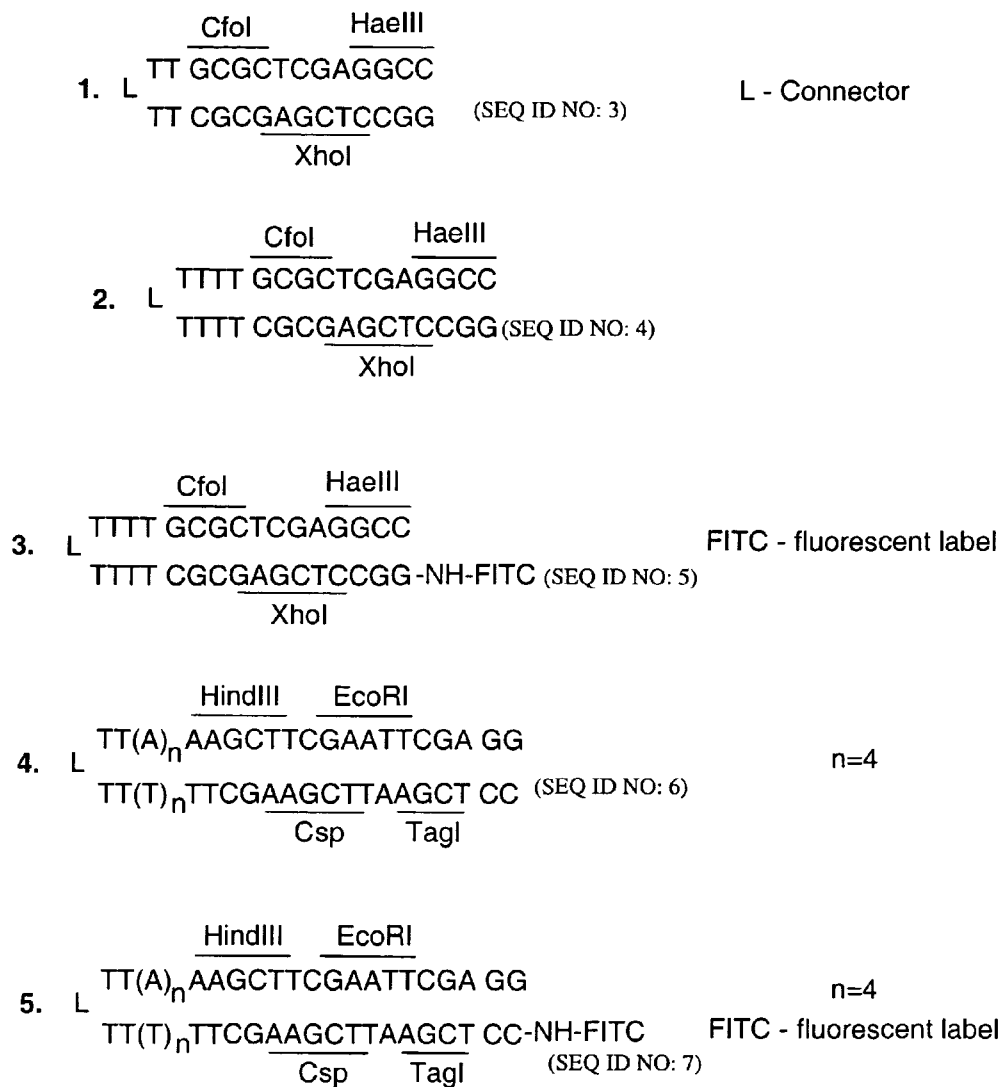 CfoI HaeIII
TT GCGCTCGAGGCC
1. L L - Connector
TT CGCGAGCTCCGG (SEQ ID NO: 3)
XhoI
CfoI HaeIII
TTTT GCGCTCGAGGCC
2. L
TTTT CGCGAGCTCCGG (SEQ ID NO: 4)
XhoI
CfoI HaeIII
TTTT GCGCTCGAGGCC
3. L FITC - fluorescent label
TTTT CGCGAGCTCCGG-NH-FITC (SEQ ID NO: 5)
XhoI
HindIII EcoRI
TT(A)nAAGCTTCGAATTCGA GG
4. L n=4
TT(T)nTTCGAAGCTTAAGCT CC (SEQ ID NO: 6)
Csp TagI
HindIII EcoRI
TT(A)nAAGCTTCGAATTCGA GG
5. L n=4
TT(T)nTTCGAAGCTTAAGCT CC-NH-FITC FITC - fluorescent label
Csp TagI (SEQ ID NO: 7)